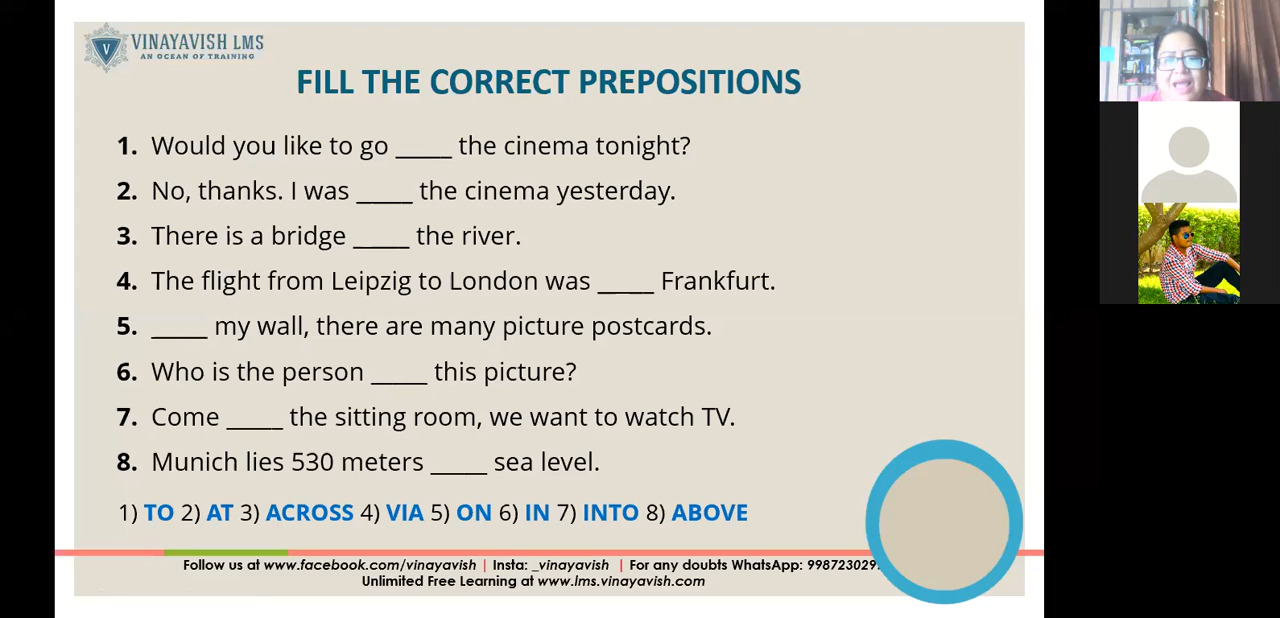 VINAYAVISH LMS
AN OCEAN OF TRAINING
FILL THE CORRECT PREPOSITIONS
1. Would you like to go _____ the cinema tonight?
2. No, thanks. I was _____ the cinema yesterday.
3. There is a bridge _____ the river.
4. The flight from Leipzig to London was _____ Frankfurt.
5. _____ my wall, there are many picture postcards.
6. Who is the person _____ this picture?
7. Come _____ the sitting room, we want to watch TV.
8. Munich lies 530 meters _____ sea level.
1) TO 2) AT 3) ACROSS 4) VIA 5) ON 6) IN 7) INTO 8) ABOVE
Follow us at www.facebook.com/vinayavish | Insta: _vinayavish | For any doubts WhatsApp:
Unlimited Free Learning at www.lms.vinayavish.com